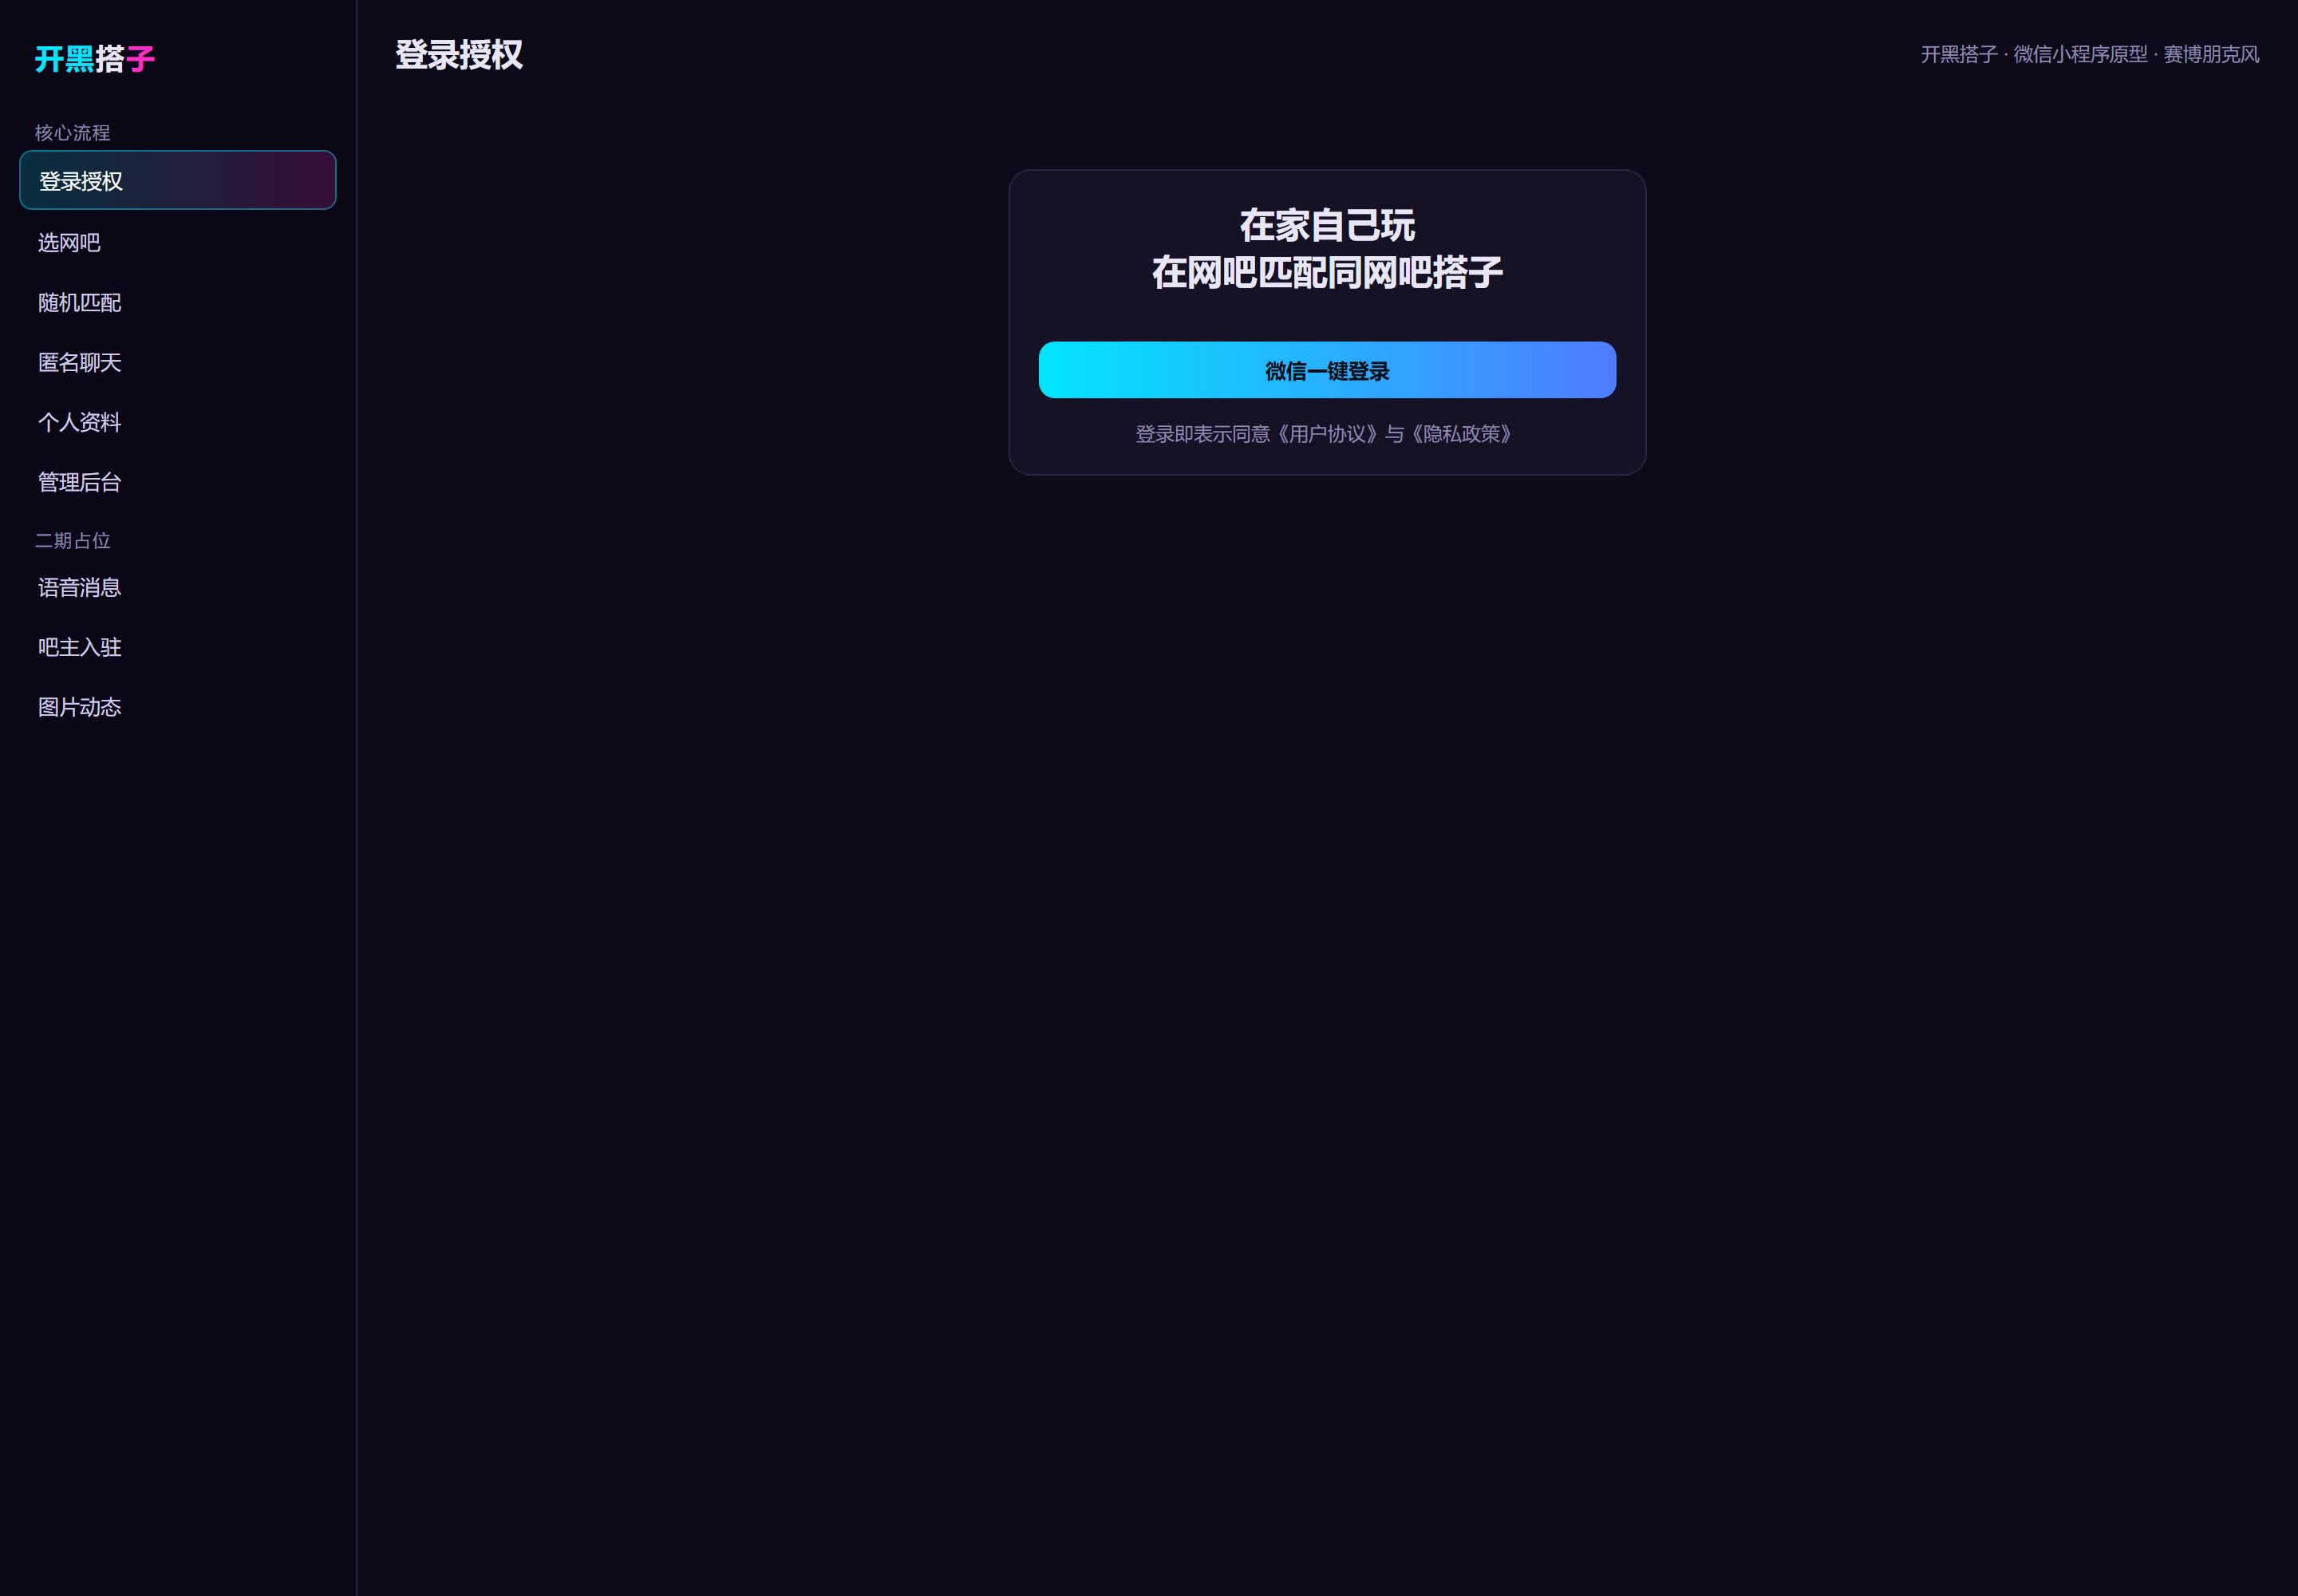 开黑搭子
核心流程
登录授权
选网吧
随机匹配
匿名聊天
个人资料
管理后台
二期占位
语音消息
吧主入驻
图片动态
登录授权
开黑搭子 · 微信小程序原型 · 赛博朋克风
在家自己玩
在网吧匹配同网吧搭子
微信一键登录
登录即表示同意《用户协议》与《隐私政策》